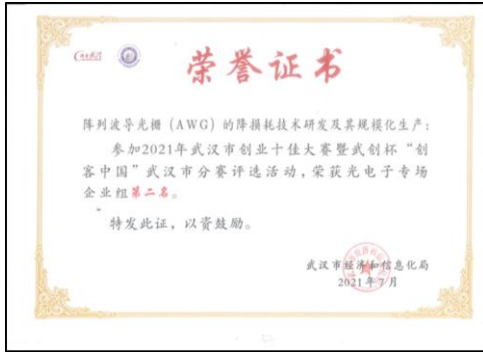 荣誉证书
阵列波导光栅（AWG）的降损耗技术研发及其规模化生产：
参加2021年武汉市创业十佳大赛暨武创杯“创
客中国”武汉市分赛评选活动，荣获光电子专场
企业组第二名。
特发此证，以资鼓励。
武汉市经济和信息化局
2021年7月